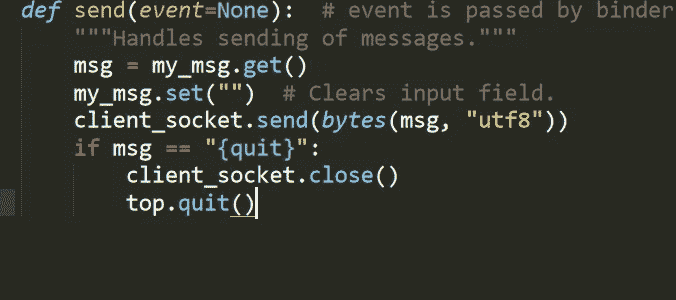 def send(event=None):  # event is passed by binder
    """Handles sending of messages."""
    msg = my_msg.get()
    my_msg.set("")  # Clears input field.
    client_socket.send(bytes(msg, "utf8"))
    if msg == "{quit}":
        client_socket.close()
        top.quit()